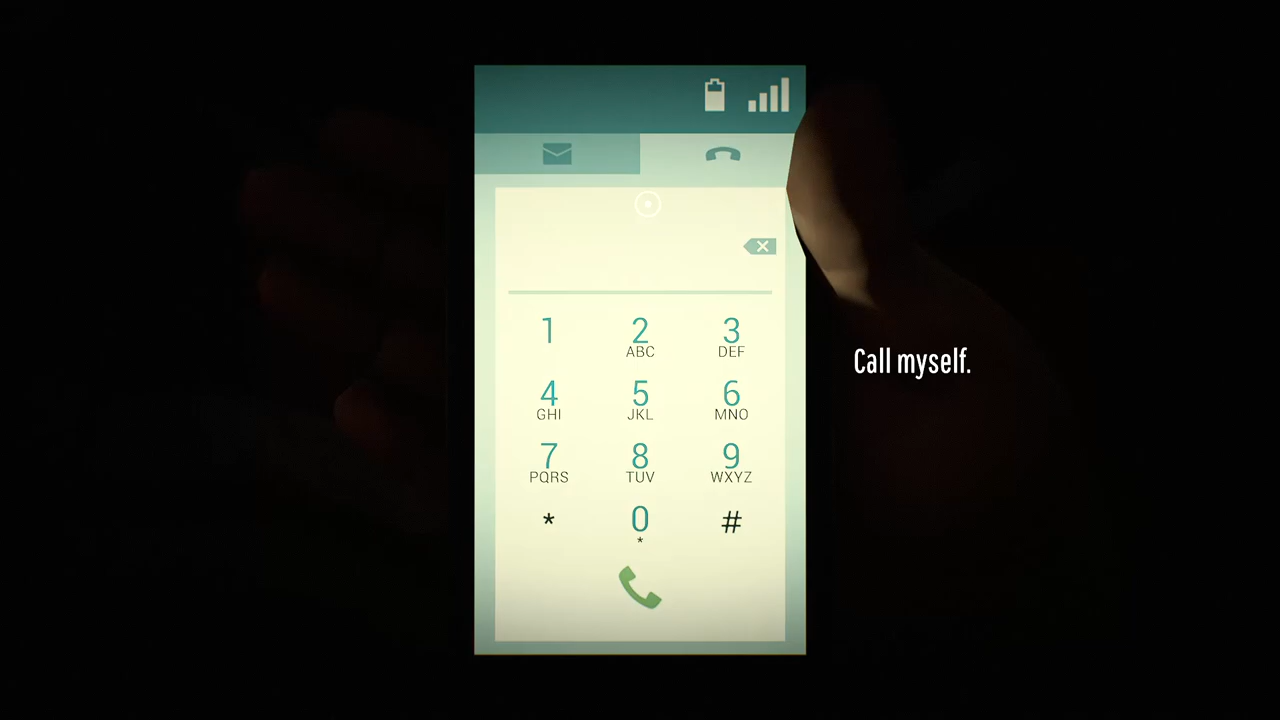 1 2 3
ABC DEF
4 5 6
GHI JKL MNO
7 8 9
PQRS TUV WXYZ
* 0 #
*
Call myself.